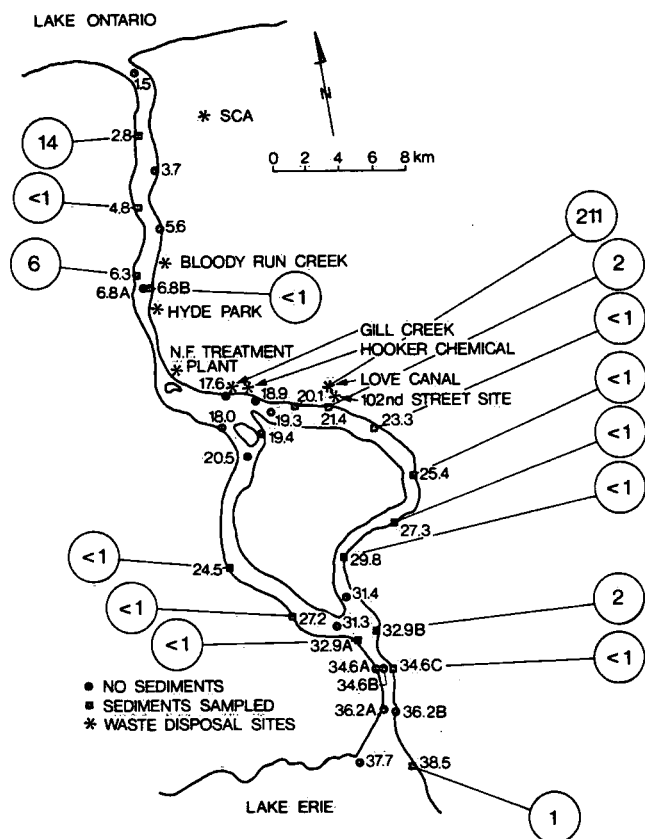 LAKE ONTARIO
1.5
SCA
N
14
2.8
0 2 4 6 8 km
3.7
<1
4.8
5.6
211
BLOODY RUN CREEK
6
6.3
2
6.8A
6.8B
<1
HYDE PARK
<1
GILL CREEK
HOOKER CHEMICAL
N.F. TREATMENT
PLANT
LOVE CANAL
<1
17.6
18.9
20.1
102nd STREET SITE
19.3
21.4
23.3
18.0
19.4
<1
20.5
25.4
<1
27.3
<1
29.8
24.5
31.4
<1
27.2
31.3
32.9B
2
<1
32.9A
34.6A
34.6C
<1
34.6B
NO SEDIMENTS
SEDIMENTS SAMPLED
WASTE DISPOSAL SITES
36.2A
36.2B
37.7
38.5
LAKE ERIE
1